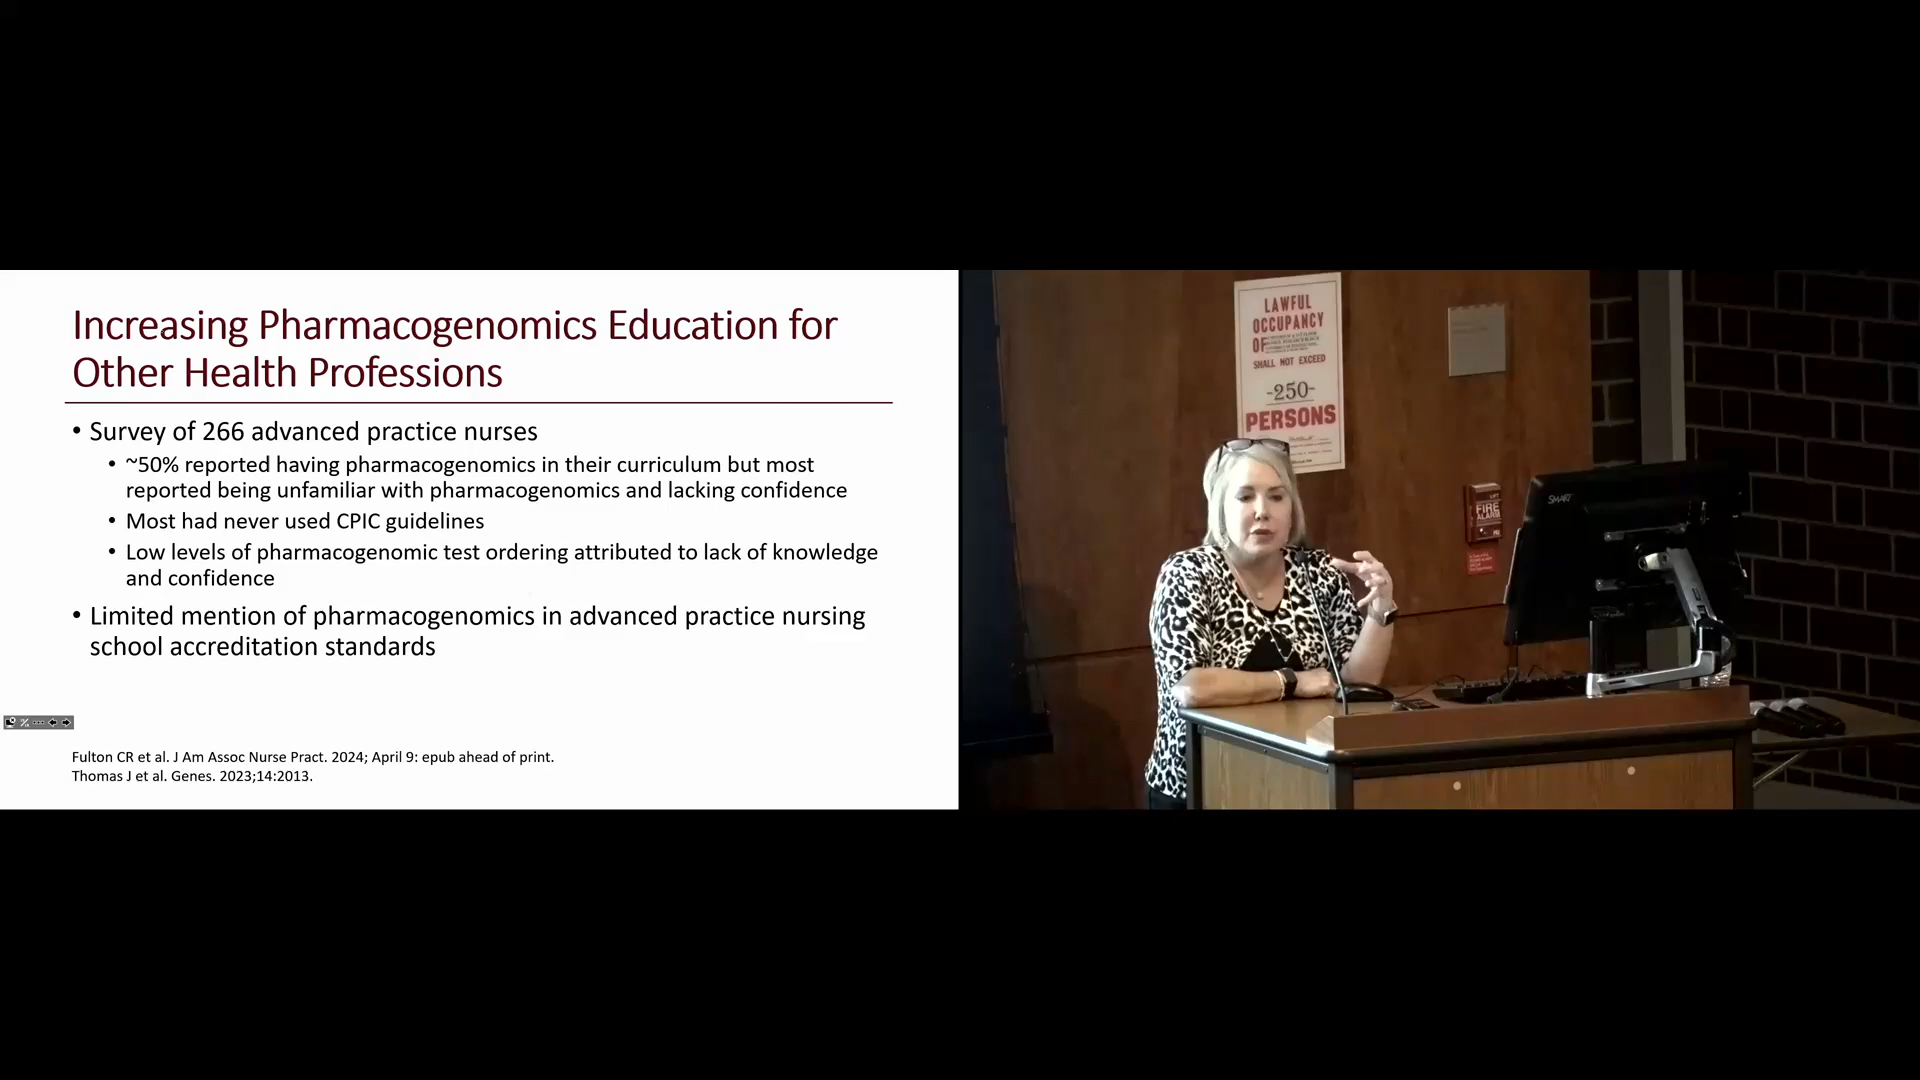 Increasing Pharmacogenomics Education for
Other Health Professions
• Survey of 266 advanced practice nurses
• ~50% reported having pharmacogenomics in their curriculum but most
reported being unfamiliar with pharmacogenomics and lacking confidence
• Most had never used CPIC guidelines
• Low levels of pharmacogenomic test ordering attributed to lack of knowledge
and confidence
• Limited mention of pharmacogenomics in advanced practice nursing
school accreditation standards
Fulton CR et al. J Am Assoc Nurse Pract. 2024; April 9: epub ahead of print.
Thomas J et al. Genes. 2023;14:2013.
LAWFUL
OCCUPANCY
OF
SHALL NOT EXCEED
-250-
PERSONS
SMART
FIRE
ALARM